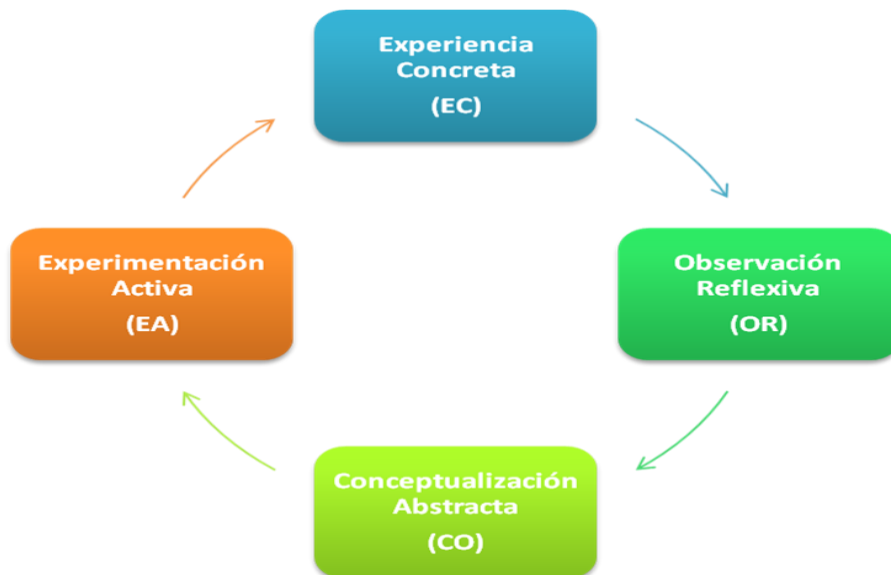 Experiencia
Concreta
(EC)
Observación
Reflexiva
(OR)
Conceptualización
Abstracta
(CO)
Experimentación
Activa
(EA)